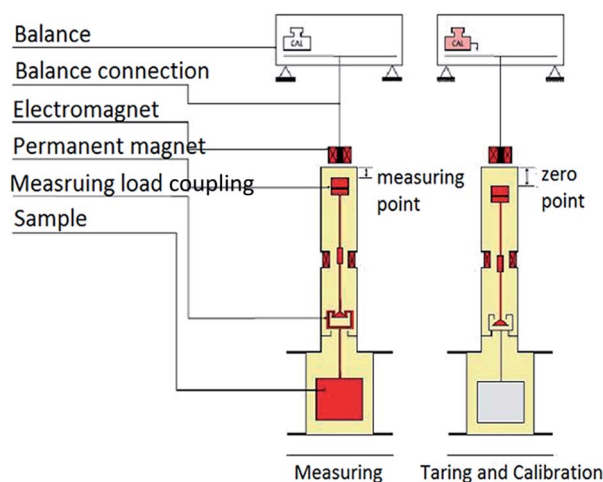 Balance
CAL
CAL
Balance connection
Electromagnet
Permanent magnet
Measruing load coupling
Sample
measuring
point
zero
point
Measuring
Taring and Calibration